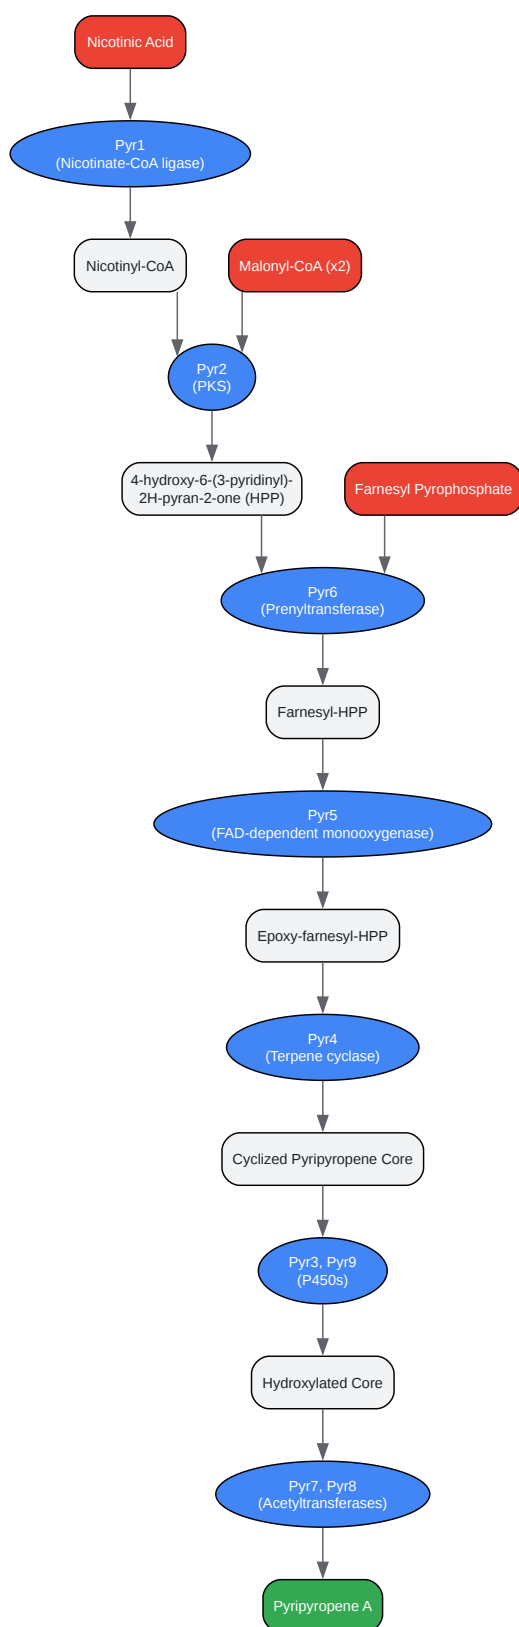 Nicotinic Acid
Pyr1
(Nicotinate-CoA ligase)
Nicotinyl-CoA
Malonyl-CoA (x2)
Pyr2
(PKS)
4-hydroxy-6-(3-pyridinyl)-
2H-pyran-2-one (HPP)
Farnesyl Pyrophosphate
Pyr6
(Prenyltransferase)
Farnesyl-HPP
Pyr5
(FAD-dependent monooxygenase)
Epoxy-farnesyl-HPP
Pyr4
(Terpene cyclase)
Cyclized Pyripyropene Core
Pyr3, Pyr9
(P450s)
Hydroxylated Core
Pyr7, Pyr8
(Acetyltransferases)
Pyripyropene A